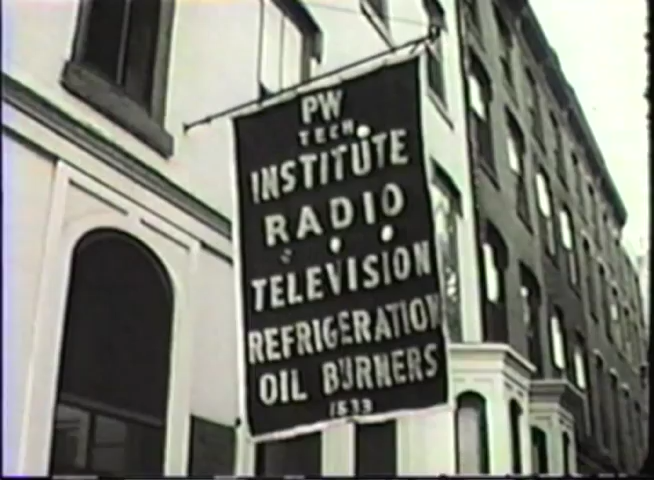 PW
TECH
INSTITUTE
RADIO
TELEVISION
REFRIGERATION
OIL BURNERS
1533